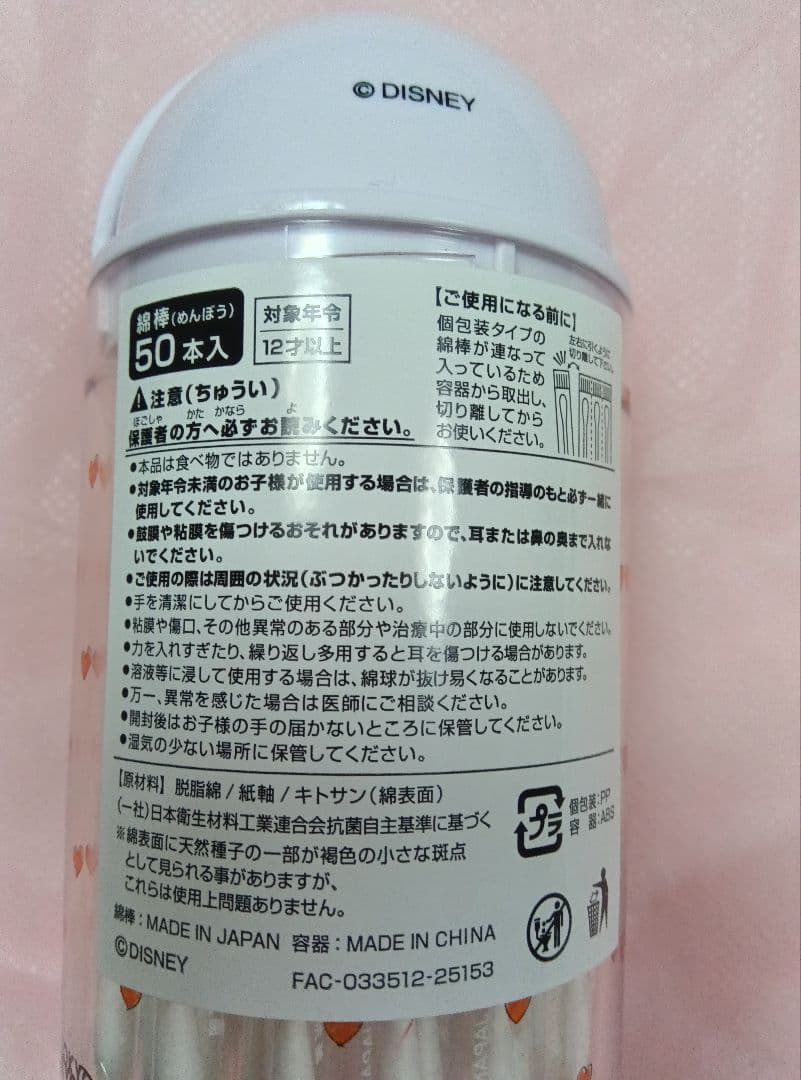 © DISNEY
綿棒(めんぼう)
50本入
対象年令
12才以上
【ご使用になる前に】
個包装タイプの
綿棒が連なって
入っているため
容器から取出し、
切り離してから
お使いください。
左右に引くように
切り離して下さい。
注意(ちゅうい)
ほごしゃ かた かなら よ
保護者の方へ必ずお読みください。
●本品は食べ物ではありません。
●対象年令未満のお子様が使用する場合は、保護者の指導のもと必ず一緒に
使用してください。
●鼓膜や粘膜を傷つけるおそれがありますので、耳または鼻の奥まで入れな
いでください。
●ご使用の際は周囲の状況(ぶつかったりしないように)に注意してください。
●手を清潔にしてからご使用ください。
●粘膜や傷口、その他異常のある部分や治療中の部分に使用しないでください。
●力を入れすぎたり、繰り返し多用すると耳を傷つける場合があります。
●溶液等に浸して使用する場合は、綿球が抜け易くなることがあります。
●万一、異常を感じた場合は医師にご相談ください。
●開封後はお子様の手の届かないところに保管してください。
●湿気の少ない場所に保管してください。
【原材料】脱脂綿/紙軸/キトサン(綿表面)
(一社)日本衛生材料工業連合会抗菌自主基準に基づく
※綿表面に天然種子の一部が褐色の小さな斑点
として見られる事がありますが、
これらは使用上問題ありません。
プラ
個包装:PP
容 器:ABS
綿棒:MADE IN JAPAN 容器:MADE IN CHINA
©DISNEY
FAC-033512-25153